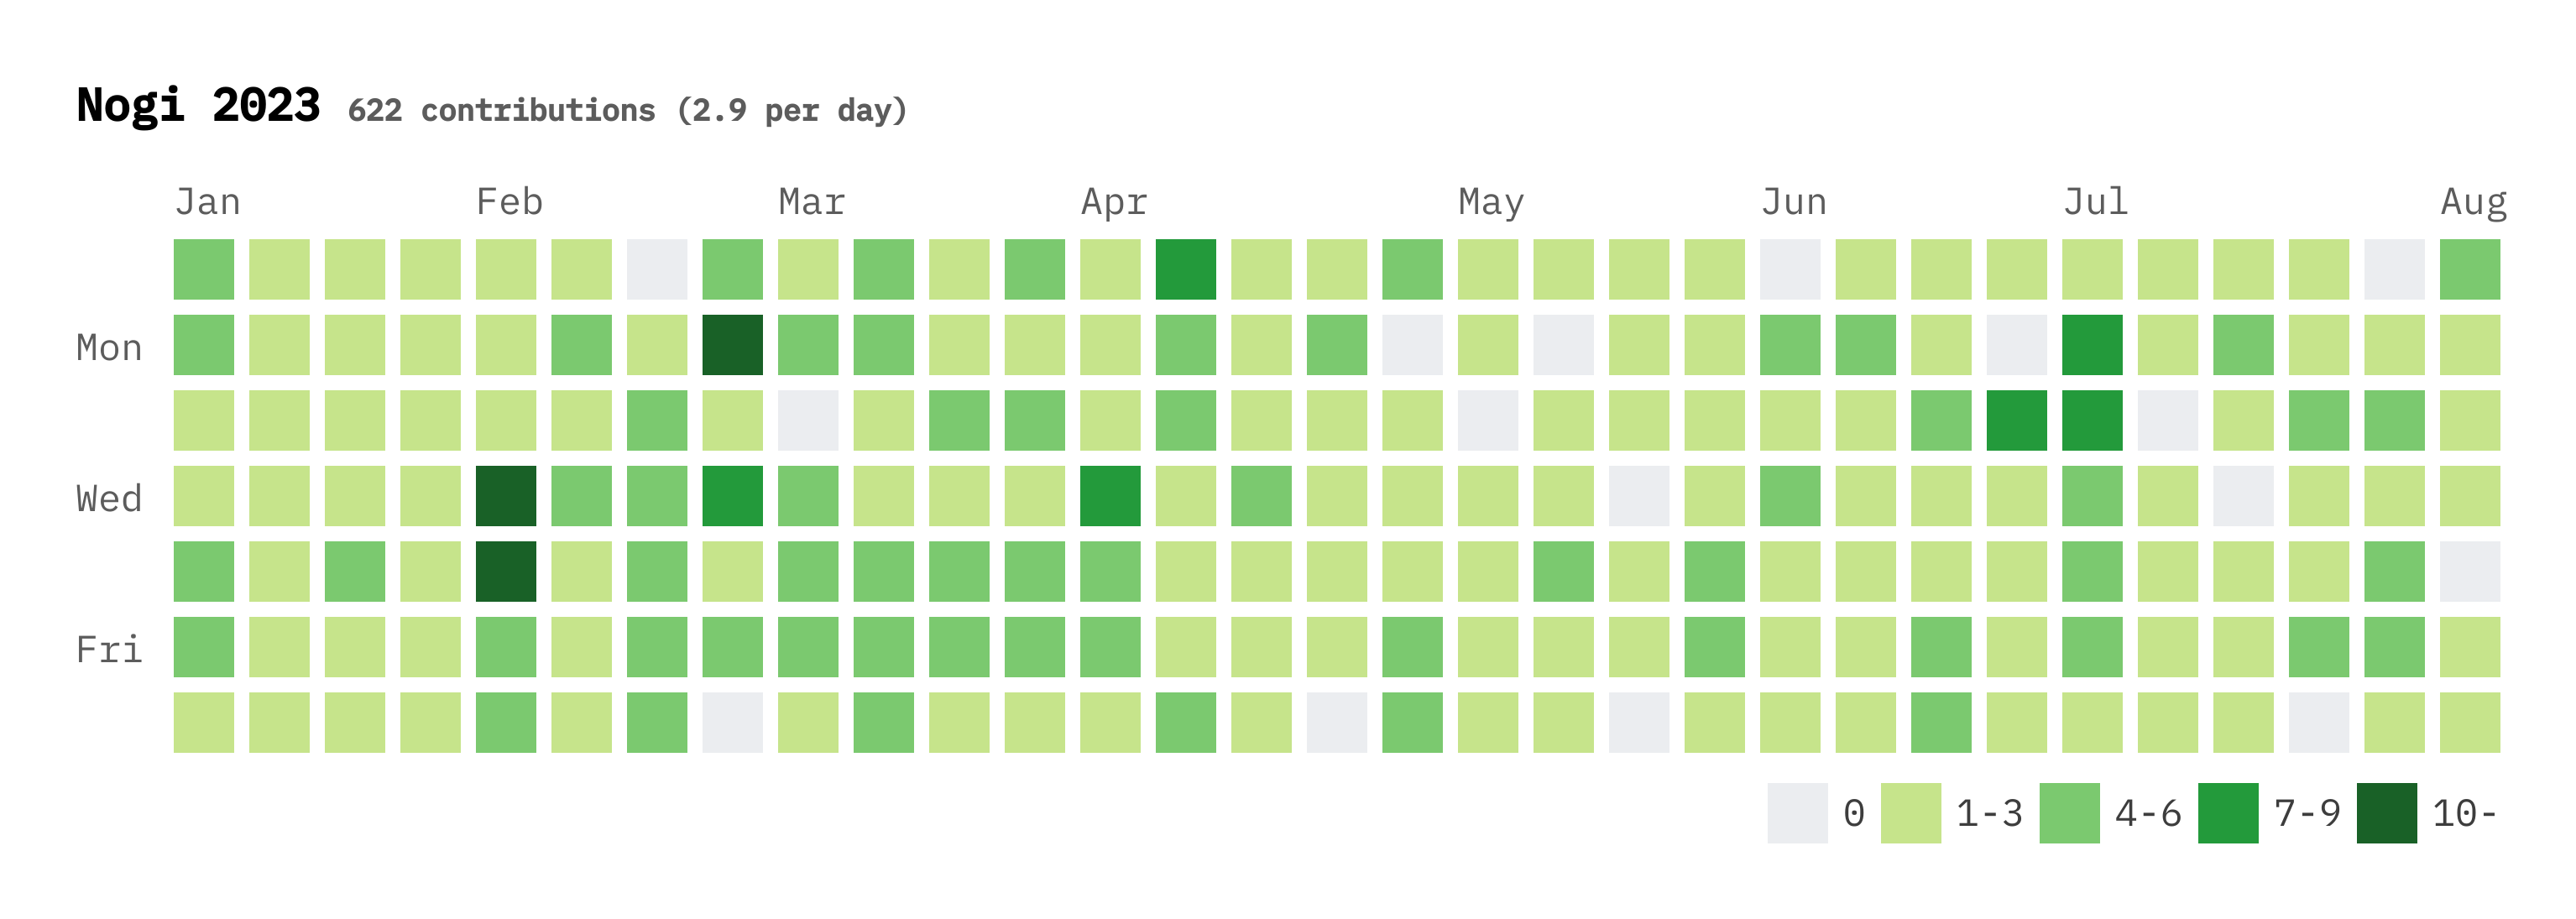 Nogi 2023 622 contributions (2.9 per day)
Jan Feb Mar Apr May Jun Jul Aug
Mon
Wed
Fri
0 1-3 4-6 7-9 10-